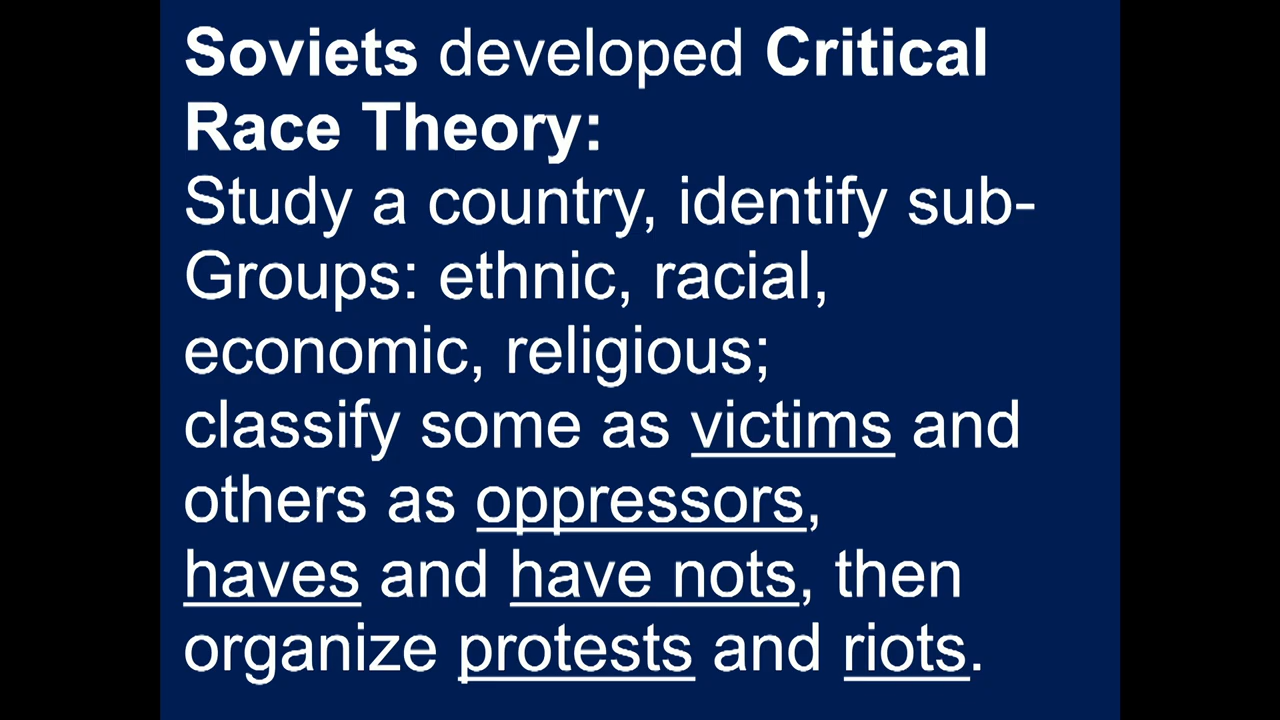 Soviets developed Critical
Race Theory:
Study a country, identify sub-
Groups: ethnic, racial,
economic, religious;
classify some as victims and
others as oppressors,
haves and have nots, then
organize protests and riots.